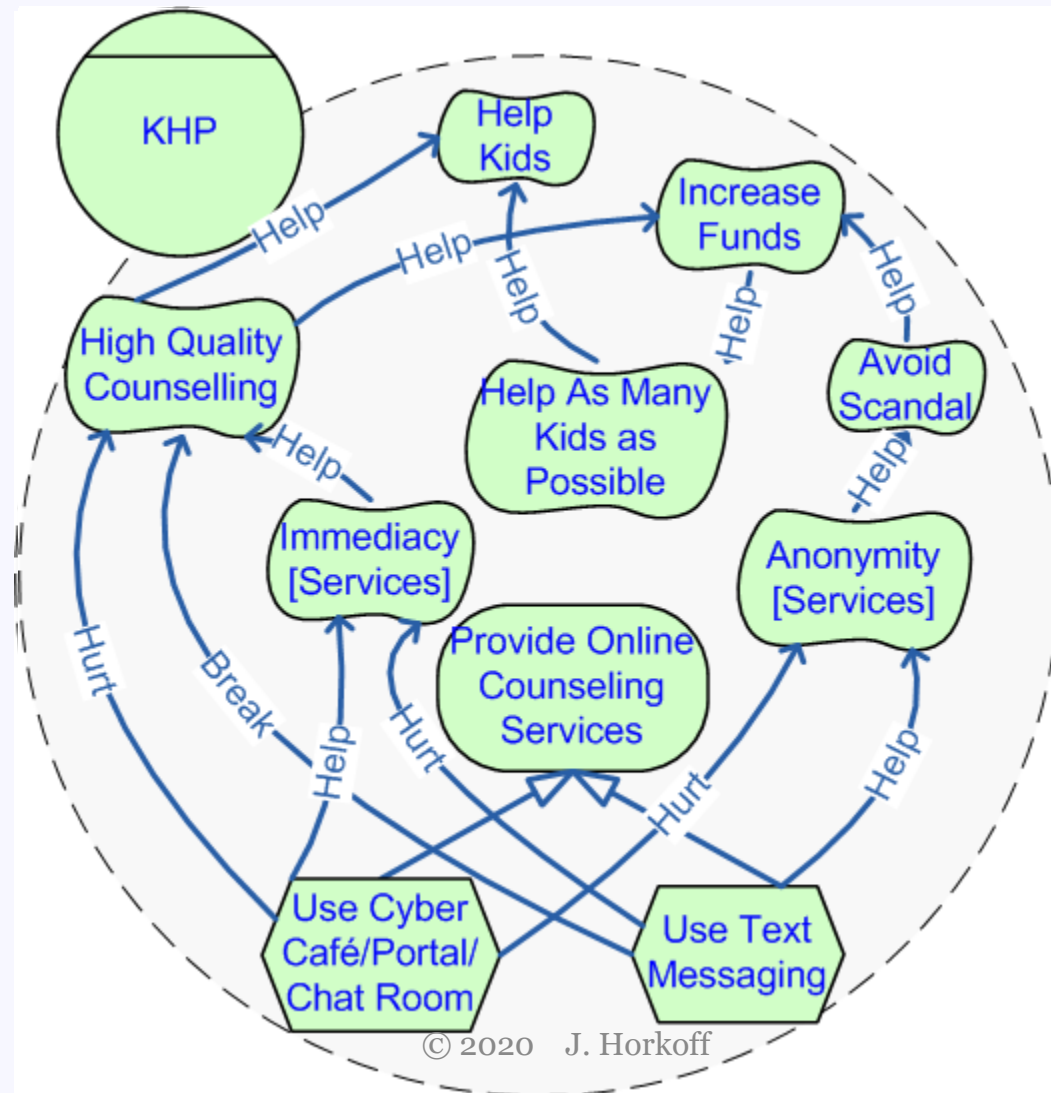 KHP
Help
Kids
Increase
Funds
Help
Help
Help
Help
Help
High Quality
Counselling
Help As Many
Kids as
Possible
Avoid
Scandal
Help
Help
Immediacy
[Services]
Anonymity
[Services]
Provide Online
Counseling
Services
Hurt
Break
Help
Hurt
Hurt
Help
Use Cyber
Café/Portal/
Chat Room
Use Text
Messaging
© 2020 J. Horkoff